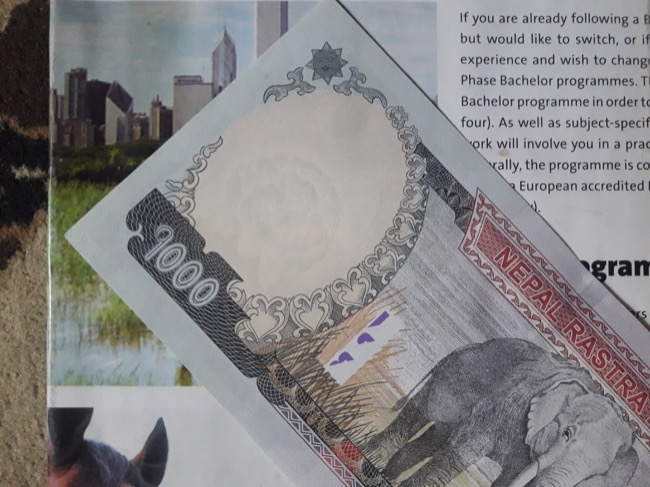 1000
NEPAL RASTRA
If you are already following a B
but would like to switch, or if
experience and wish to chang
Phase Bachelor programmes. T
Bachelor programme in order to
four). As well as subject-specif
ork will involve you in a prac
rally, the programme is co
European accredited
gram